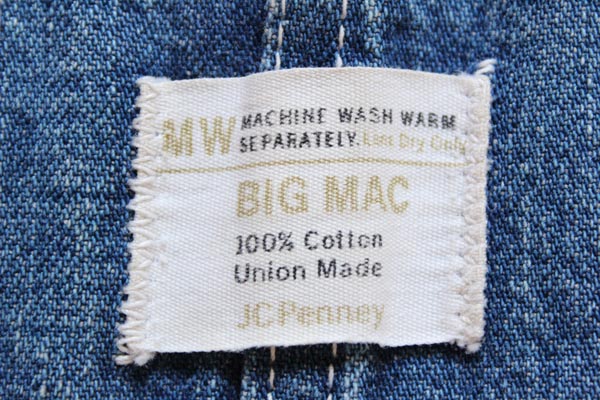 MW MACHINE WASH WARM
SEPARATELY. Line Dry Only
BIG MAC
100% Cotton
Union Made
JCPenney